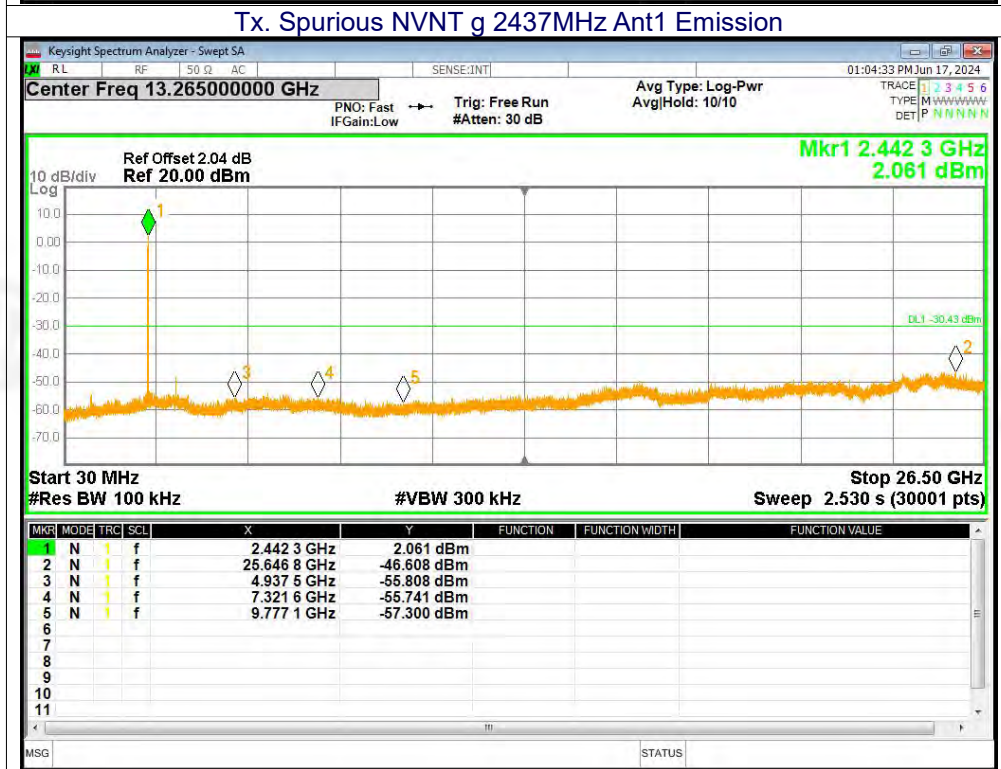 Tx. Spurious NVNT g 2437MHz Ant1 Emission
Keysight Spectrum Analyzer - Swept SA
LXI RL RF 50 Ω AC SENSE:INT 01:04:33 PM Jun 17, 2024
Center Freq 13.265000000 GHz Avg Type: Log-Pwr TRACE 1 2 3 4 5 6
PNO: Fast Trig: Free Run Avg|Hold: 10/10 TYPE M WWWWW
IFGain:Low #Atten: 30 dB DET P N N N N N
Mkr1 2.442 3 GHz
Ref Offset 2.04 dB
10 dB/div Ref 20.00 dBm 2.061 dBm
Log
10.0
1
0.00
-10.0
-20.0
-30.0
DL1 -30.43 dBm
-40.0
2
-50.0
3 4 5
-60.0
-70.0
Start 30 MHz Stop 26.50 GHz
#Res BW 100 kHz #VBW 300 kHz Sweep 2.530 s (30001 pts)
MKR MODE TRC SCL X Y FUNCTION FUNCTION WIDTH FUNCTION VALUE
1 N 1 f 2.442 3 GHz 2.061 dBm
2 N 1 f 25.646 8 GHz -46.608 dBm
3 N 1 f 4.937 5 GHz -55.808 dBm
4 N 1 f 7.321 6 GHz -55.741 dBm
5 N 1 f 9.777 1 GHz -57.300 dBm
6
7
8
9
10
11
MSG STATUS